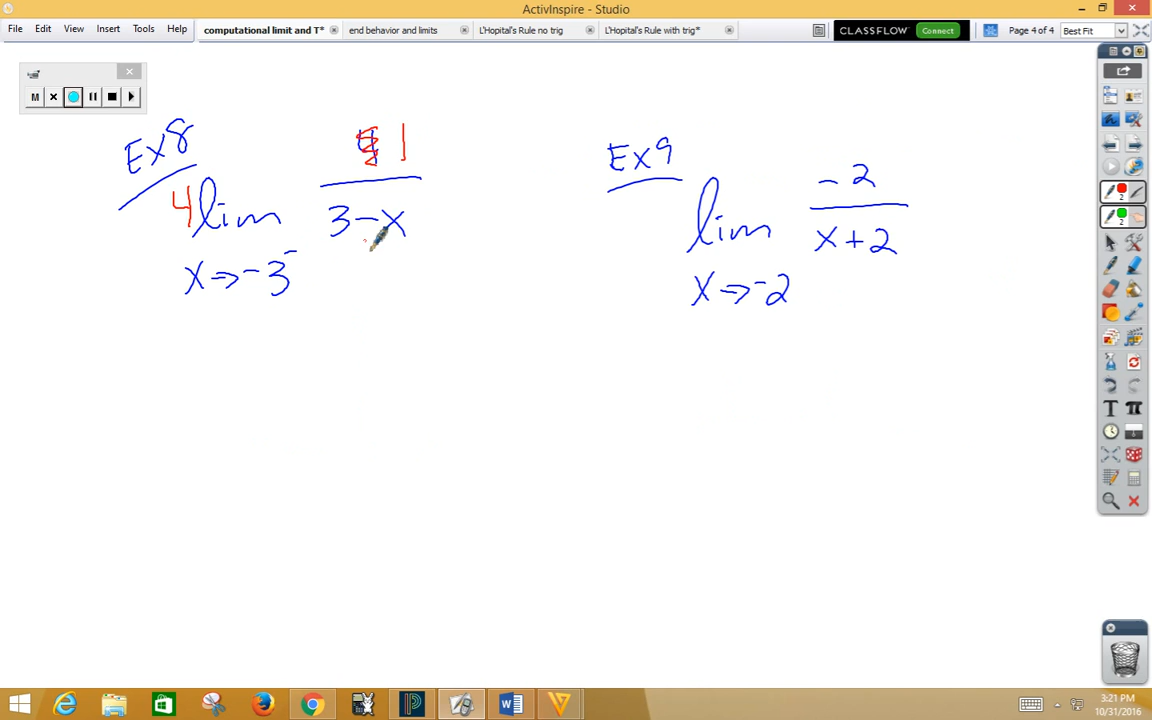 ActivInspire - Studio
File Edit View Insert Tools Help
computational limit and T* end behavior and limits L'Hopital's Rule no trig L'Hopital's Rule with trig*
CLASSFLOW Connect Page 4 of 4 Best Fit
M
Ex 8
1
4 lim 3-x
x⇒-3⁻
Ex 9
-2
lim x+2
x⇒-2
2
2
T π
W
3:21 PM
10/31/2016